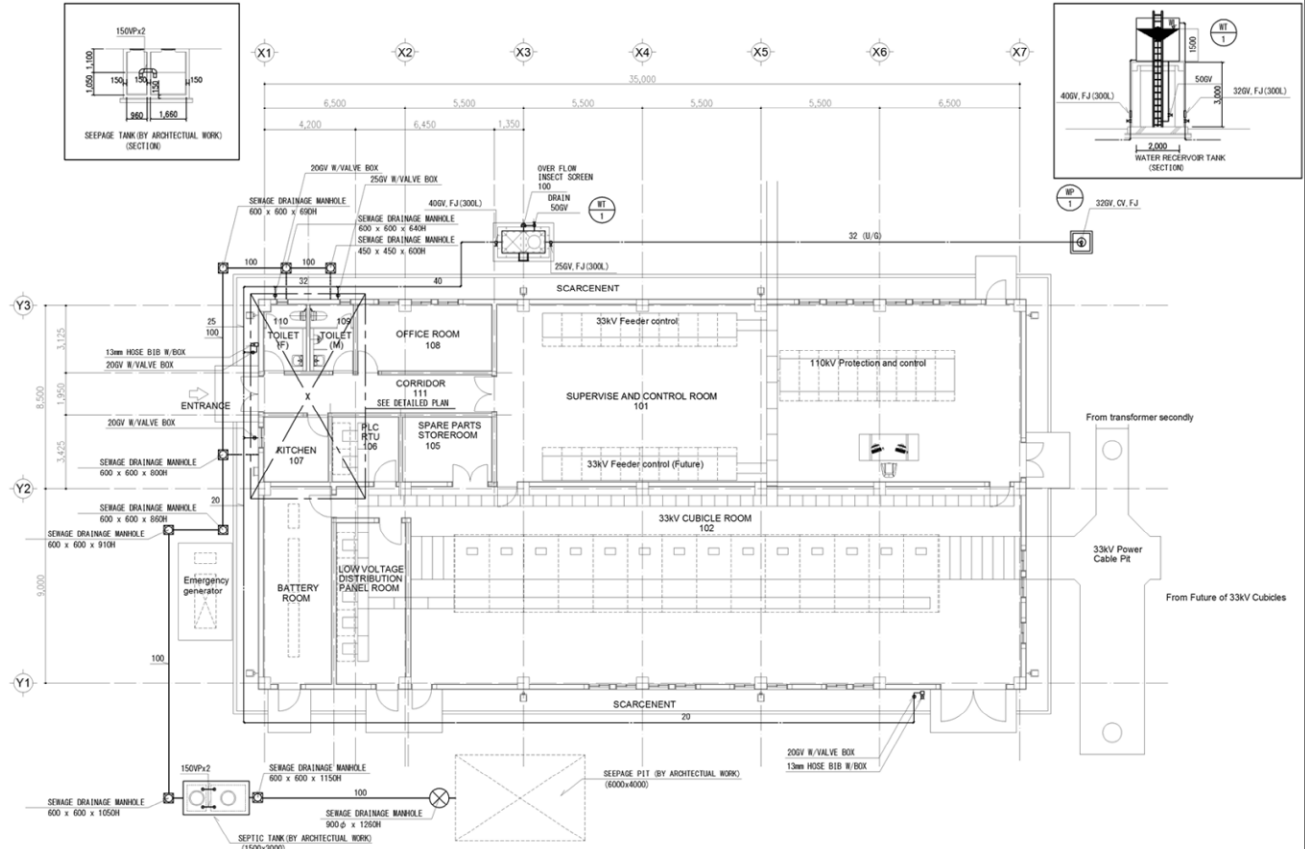 150VPx2
1,100
1,050
150
150
150
150
960
1,660
SEEPAGE TANK(BY ARCHTECTUAL WORK)
(SECTION)
X1
X2
X3
X4
X5
X6
X7
35,000
6,500
5,500
5,500
5,500
5,500
6,500
4,200
6,450
1,350
WT
1
1500
50GV
40GV, FJ(300L)
32GV, FJ(300L)
3,000
2,000
WATER RECERVOIR TANK
(SECTION)
20GV W/VALVE BOX
25GV W/VALVE BOX
OVER FLOW
INSECT SCREEN
100
DRAIN
50GV
WT
1
WP
1
32GV, CV, FJ
SEWAGE DRAINAGE MANHOLE
600 x 600 x 690H
SEWAGE DRAINAGE MANHOLE
600 x 600 x 640H
SEWAGE DRAINAGE MANHOLE
450 x 450 x 600H
40GV, FJ(300L)
32 (U/G)
25GV, FJ(300L)
100
100
32
40
SCARCENENT
Y3
25
100
110
TOILET
(F)
109
TOILET
(M)
OFFICE ROOM
108
33kV Feeder control
110kV Protection and control
3,125
13mm HOSE BIB W/BOX
20GV W/VALVE BOX
8,500
1,950
ENTRANCE
X
CORRIDOR
111
SEE DETAILED PLAN
SUPERVISE AND CONTROL ROOM
101
From transformer secondly
20GV W/VALVE BOX
3,425
KITCHEN
107
PLC
RTU
106
SPARE PARTS
STOREROOM
105
33kV Feeder control (Future)
SEWAGE DRAINAGE MANHOLE
600 x 600 x 800H
Y2
20
33kV CUBICLE ROOM
102
SEWAGE DRAINAGE MANHOLE
600 x 600 x 860H
SEWAGE DRAINAGE MANHOLE
600 x 600 x 910H
33kV Power
Cable Pit
9,000
Emergency
generator
BATTERY
ROOM
LOW VOLTAGE
DISTRIBUTION
PANEL ROOM
From Future of 33kV Cubicles
100
Y1
SCARCENENT
20
20GV W/VALVE BOX
13mm HOSE BIB W/BOX
150VPx2
SEWAGE DRAINAGE MANHOLE
600 x 600 x 1150H
SEEPAGE PIT (BY ARCHTECTUAL WORK)
(6000x4000)
100
SEWAGE DRAINAGE MANHOLE
600 x 600 x 1050H
SEWAGE DRAINAGE MANHOLE
900φ x 1260H
SEPTIC TANK(BY ARCHTECTUAL WORK)
(1500x3000)